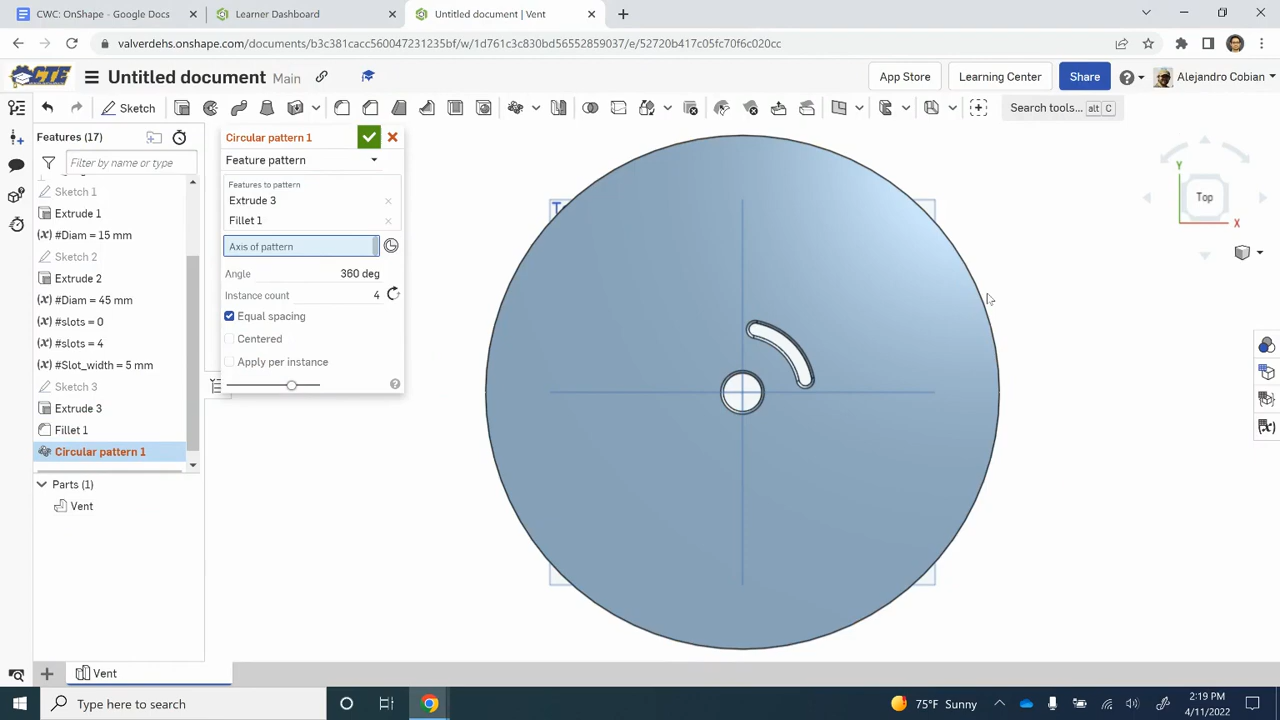 CWC: OnShape - Google Docs
Learner Dashboard
Untitled document | Vent
valverdehs.onshape.com/documents/b3c381cacc560047231235bf/w/1d761c3c830bd56552859037/e/52720b417c05fc70f6c020cc
CTE
Untitled document Main
App Store
Learning Center
Share
Alejandro Cobian
Sketch
Search tools... alt C
Features (17)
Filter by name or type
Sketch 1
Extrude 1
(x) #Diam = 15 mm
Sketch 2
Extrude 2
(x) #Diam = 45 mm
(x) #slots = 0
(x) #slots = 4
(x) #Slot_width = 5 mm
Sketch 3
Extrude 3
Fillet 1
Circular pattern 1
Parts (1)
Vent
Circular pattern 1
Feature pattern
Features to pattern
Extrude 3
Fillet 1
Axis of pattern
Angle 360 deg
Instance count 4
Equal spacing
Centered
Apply per instance
Y
Top
X
(x)
Vent
Type here to search
75°F Sunny
2:19 PM
4/11/2022